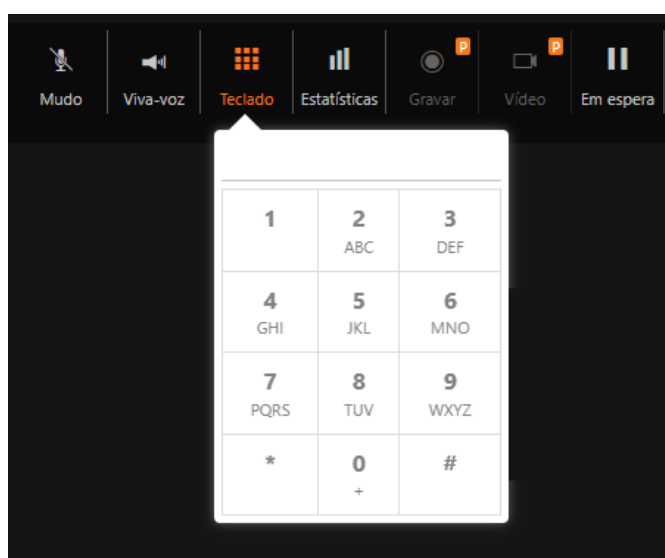 P P
Mudo Viva-voz Teclado Estatísticas Gravar Vídeo Em espera
1 2 3
ABC DEF
4 5 6
GHI JKL MNO
7 8 9
PQRS TUV WXYZ
* 0 #
+